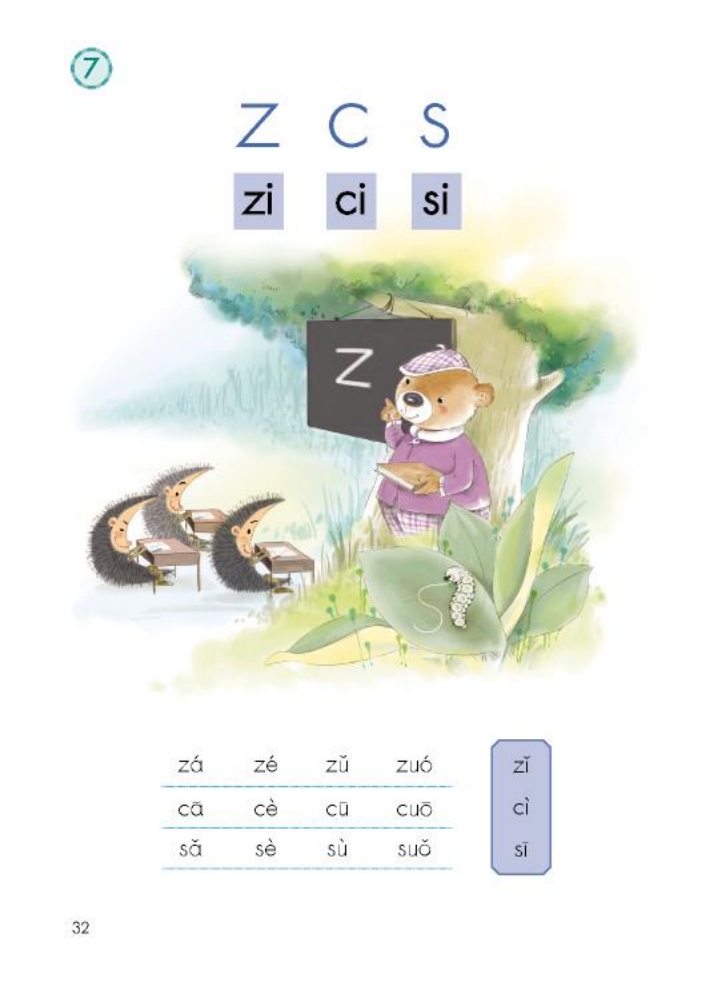 7
z c s
zi ci si
z
s
zá zé zǔ zuó zǐ
cā cè cū cuō cì
sǎ sè sù suǒ sī
32